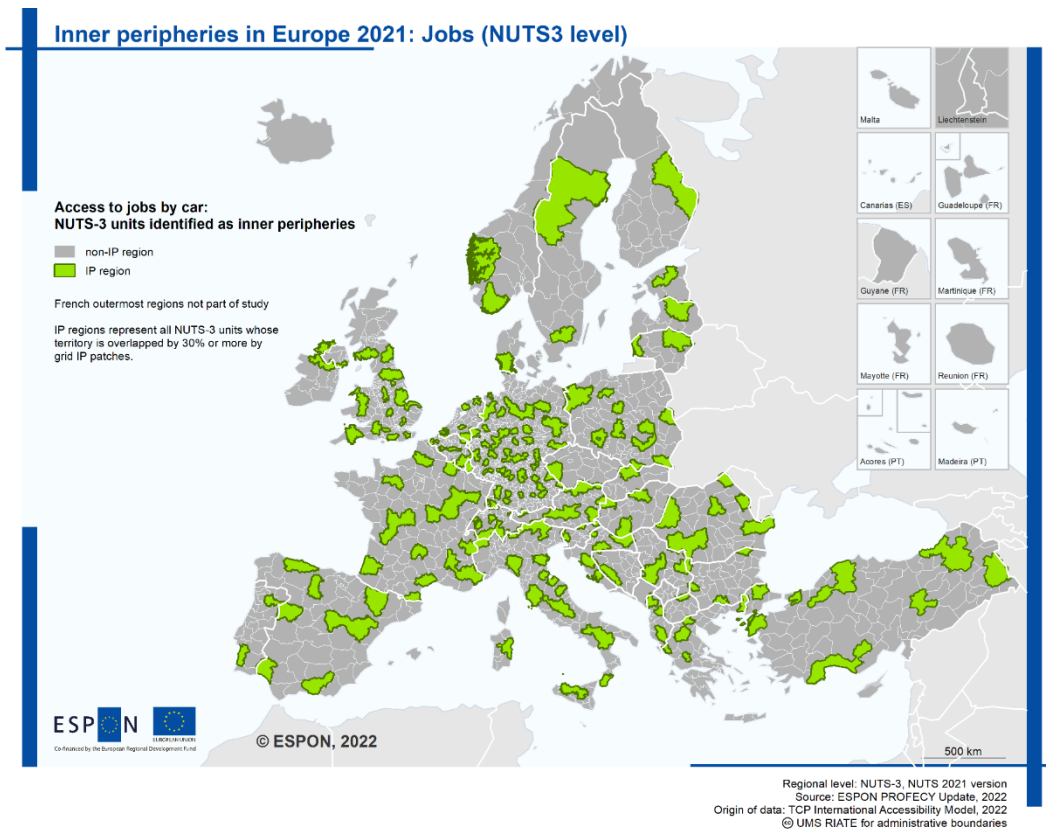 Inner peripheries in Europe 2021: Jobs (NUTS3 level)
Malta
Liechtenstein
Canarias (ES)
Guadeloupe (FR)
Guyane (FR)
Martinique (FR)
Mayotte (FR)
Reunion (FR)
Acores (PT)
Madeira (PT)
Access to jobs by car:
NUTS-3 units identified as inner peripheries
non-IP region
IP region
French outermost regions not part of study
IP regions represent all NUTS-3 units whose
territory is overlapped by 30% or more by
grid IP patches.
ESPON
EUROPEAN UNION
Co-financed by the European Regional Development Fund
© ESPON, 2022
500 km
Regional level: NUTS-3, NUTS 2021 version
Source: ESPON PROFECY Update, 2022
Origin of data: TCP International Accessibility Model, 2022
© UMS RIATE for administrative boundaries